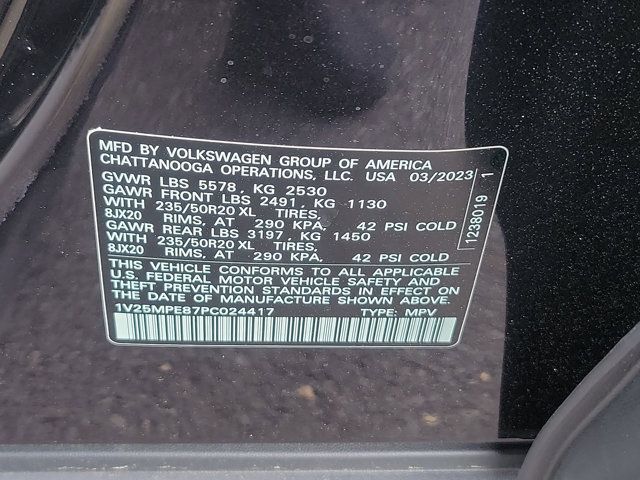 MFD BY VOLKSWAGEN GROUP OF AMERICA
CHATTANOOGA OPERATIONS, LLC. USA 03/2023
GVWR LBS 5578, KG 2530
GAWR FRONT LBS 2491, KG 1130
WITH 235/50R20 XL TIRES,
8JX20 RIMS, AT 290 KPA, 42 PSI COLD
GAWR REAR LBS 3197, KG 1450
WITH 235/50R20 XL TIRES,
8JX20 RIMS, AT 290 KPA, 42 PSI COLD
THIS VEHICLE CONFORMS TO ALL APPLICABLE
U.S. FEDERAL MOTOR VEHICLE SAFETY AND
THEFT PREVENTION STANDARDS IN EFFECT ON
THE DATE OF MANUFACTURE SHOWN ABOVE.
1V25MPE87PC024417 TYPE: MPV
1238019 1